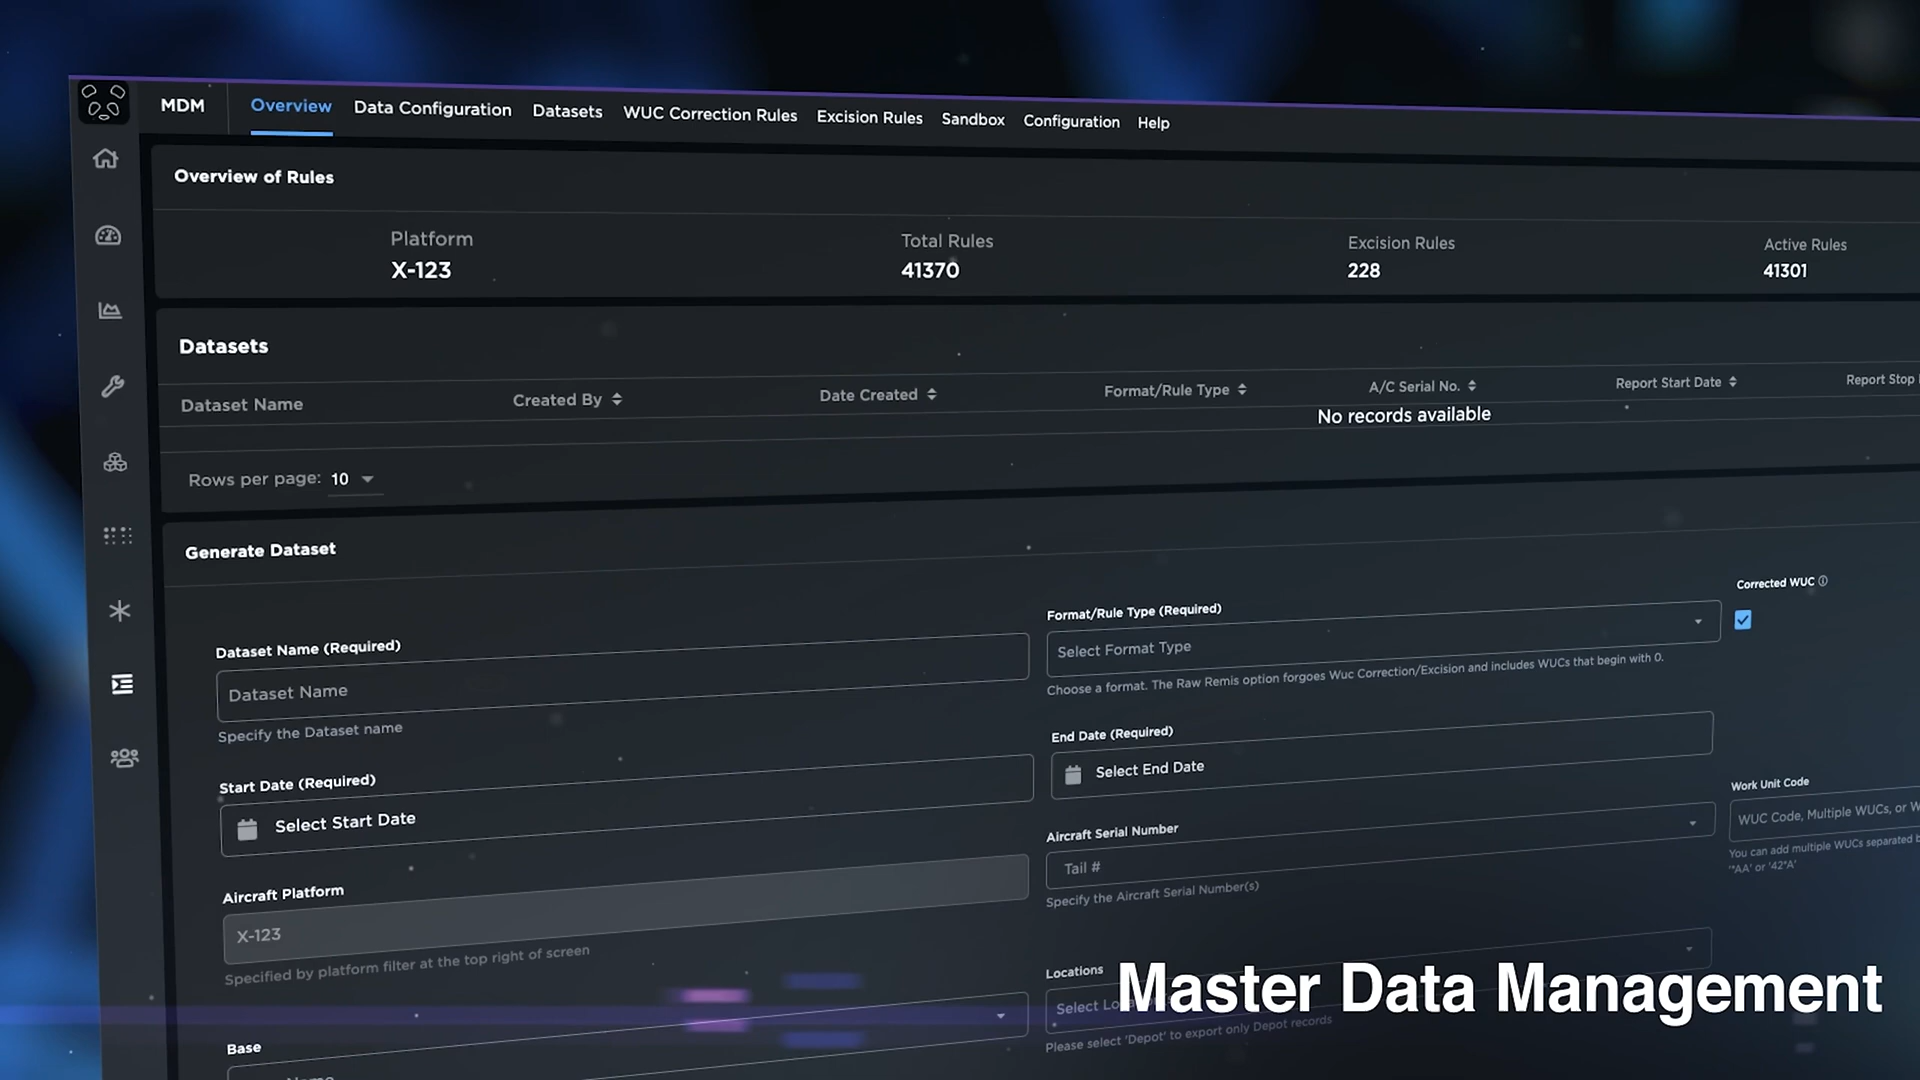 MDM Overview Data Configuration Datasets WUC Correction Rules Excision Rules Sandbox Configuration Help
Overview of Rules
Platform Total Rules Excision Rules Active Rules
X-123 41370 228 41301
Datasets
Dataset Name Created By Date Created Format/Rule Type A/C Serial No. Report Start Date Report Stop
No records available
Rows per page: 10
Generate Dataset
Corrected WUC
Dataset Name (Required) Format/Rule Type (Required)
Dataset Name Select Format Type
Specify the Dataset name Choose a format. The Raw Remis option forgoes Wuc Correction/Excision and includes WUCs that begin with 0.
Start Date (Required) End Date (Required)
Select Start Date Select End Date
Work Unit Code
WUC Code, Multiple WUCs, or W
You can add multiple WUCs separated b
'*AA' or '42*A'
Aircraft Platform Aircraft Serial Number
X-123 Tail #
Specified by platform filter at the top right of screen Specify the Aircraft Serial Number(s)
Base Locations
Select Lo
Please select 'Depot' to export only Depot records
Master Data Management